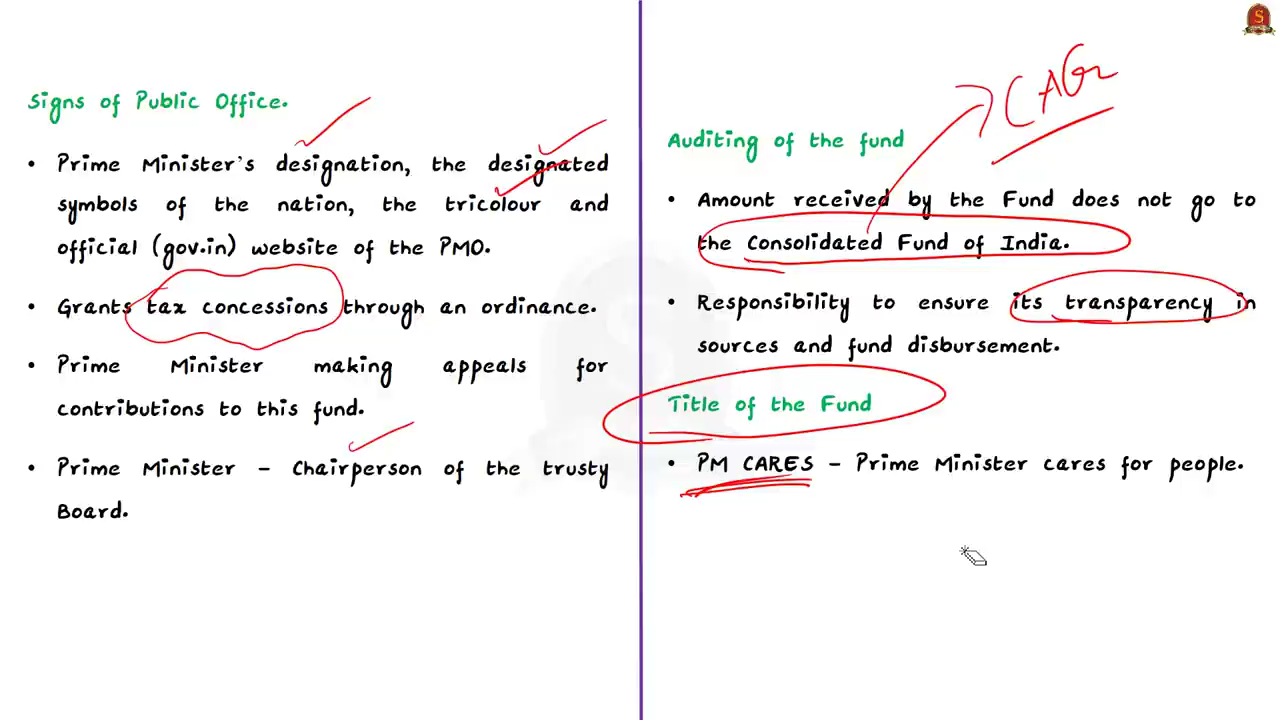 Signs of Public Office.
• Prime Minister's designation, the designated
symbols of the nation, the tricolour and
official (gov.in) website of the PMO.
• Grants tax concessions through an ordinance.
• Prime Minister making appeals for
contributions to this fund.
• Prime Minister – Chairperson of the trusty
Board.
CAG
Auditing of the fund
• Amount received by the Fund does not go to
the Consolidated Fund of India.
• Responsibility to ensure its transparency in
sources and fund disbursement.
Title of the Fund
• PM CARES – Prime Minister cares for people.